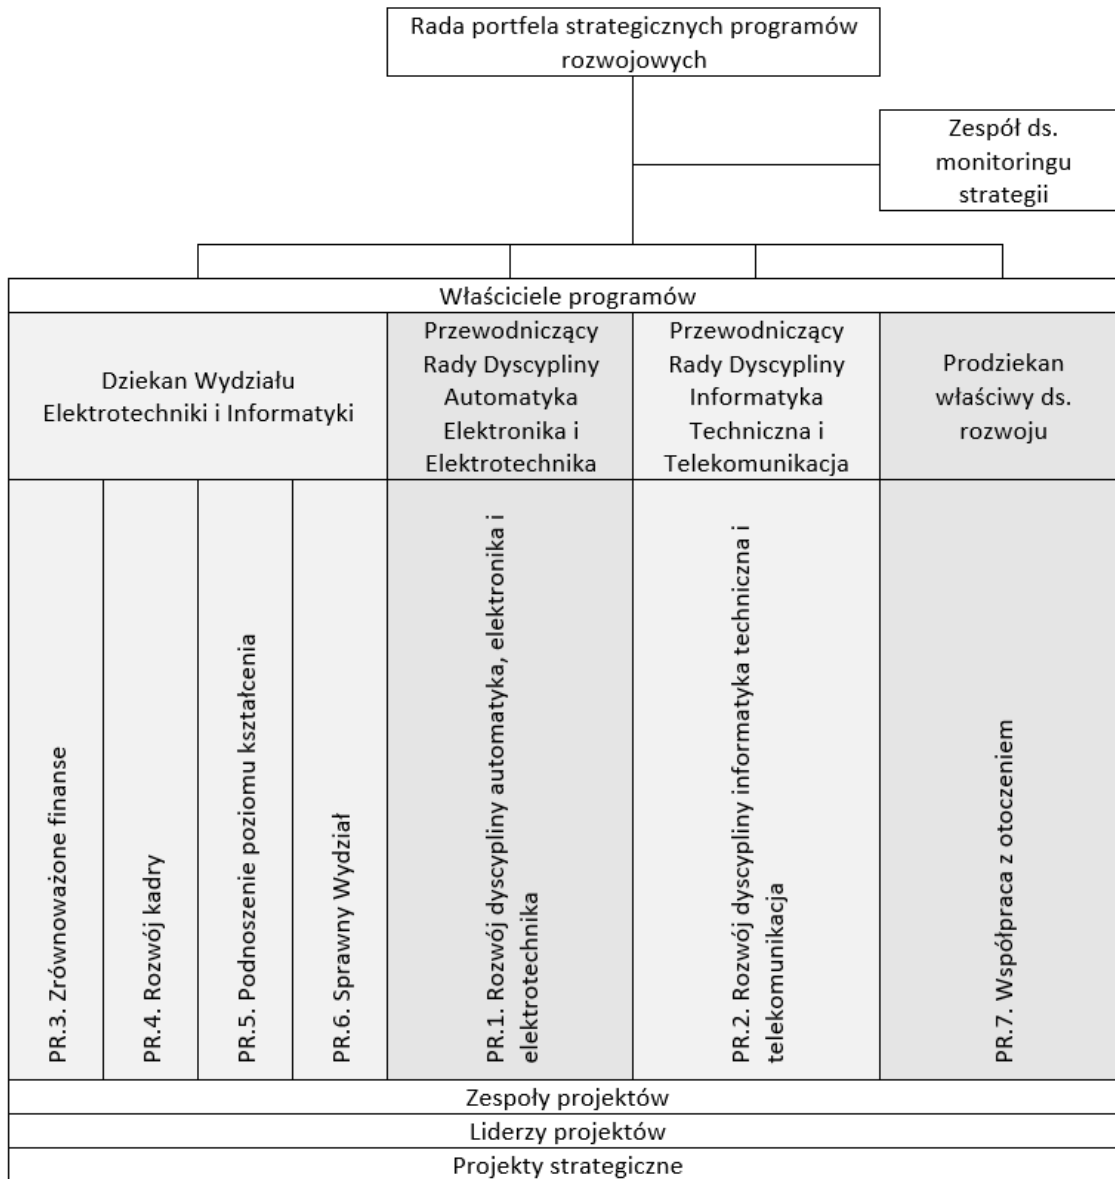 Rada portfela strategicznych programów
rozwojowych
Zespół ds.
monitoringu
strategii
Właściciele programów
Dziekan Wydziału
Elektrotechniki i Informatyki
Przewodniczący
Rady Dyscypliny
Automatyka
Elektronika i
Elektrotechnika
Przewodniczący
Rady Dyscypliny
Informatyka
Techniczna i
Telekomunikacja
Prodziekan
właściwy ds.
rozwoju
PR.3. Zrównoważone finanse
PR.4. Rozwój kadry
PR.5. Podnoszenie poziomu kształcenia
PR.6. Sprawny Wydział
PR.1. Rozwój dyscypliny automatyka, elektronika i
elektrotechnika
PR.2. Rozwój dyscypliny informatyka techniczna i
telekomunikacja
PR.7. Współpraca z otoczeniem
Zespoły projektów
Liderzy projektów
Projekty strategiczne